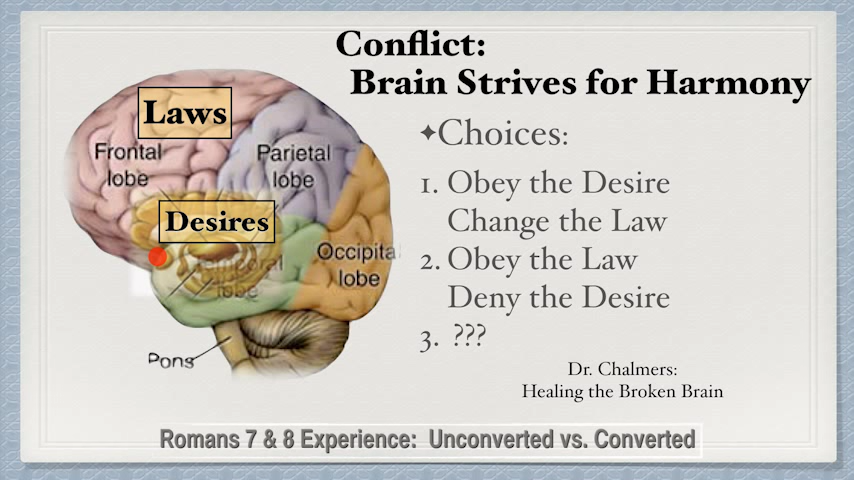 Conflict:
Brain Strives for Harmony
Laws
Frontal
lobe
Parietal
lobe
Desires
Temporal
lobe
Occipital
lobe
Pons
✦Choices:
1. Obey the Desire
Change the Law
2. Obey the Law
Deny the Desire
3. ???
Dr. Chalmers:
Healing the Broken Brain
Romans 7 & 8 Experience: Unconverted vs. Converted